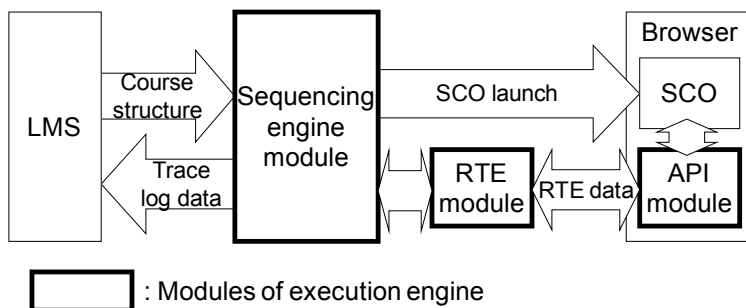 LMS
Course
structure
Trace
log data
Sequencing
engine
module
SCO launch
RTE
module
RTE data
Browser
SCO
API
module
: Modules of execution engine